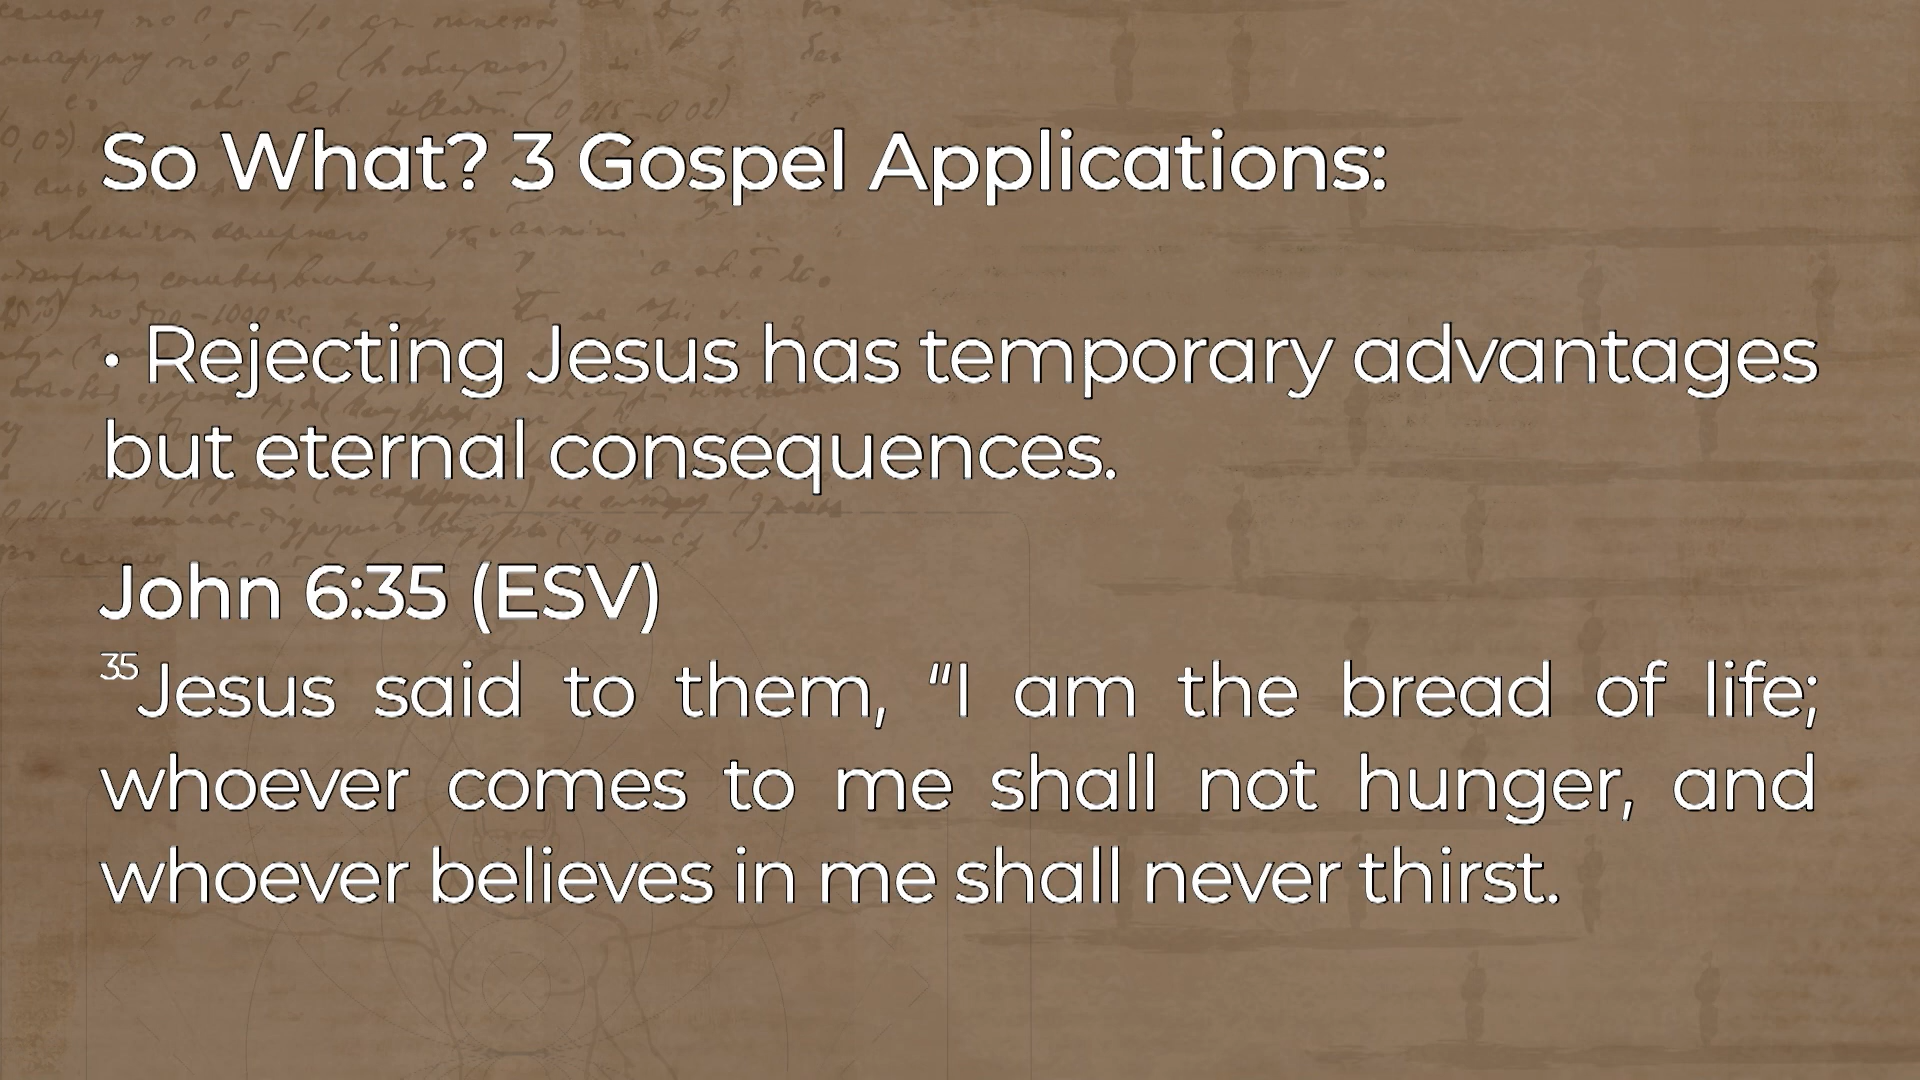 So What? 3 Gospel Applications:
• Rejecting Jesus has temporary advantages
but eternal consequences.
John 6:35 (ESV)
35 Jesus said to them, “I am the bread of life;
whoever comes to me shall not hunger, and
whoever believes in me shall never thirst.